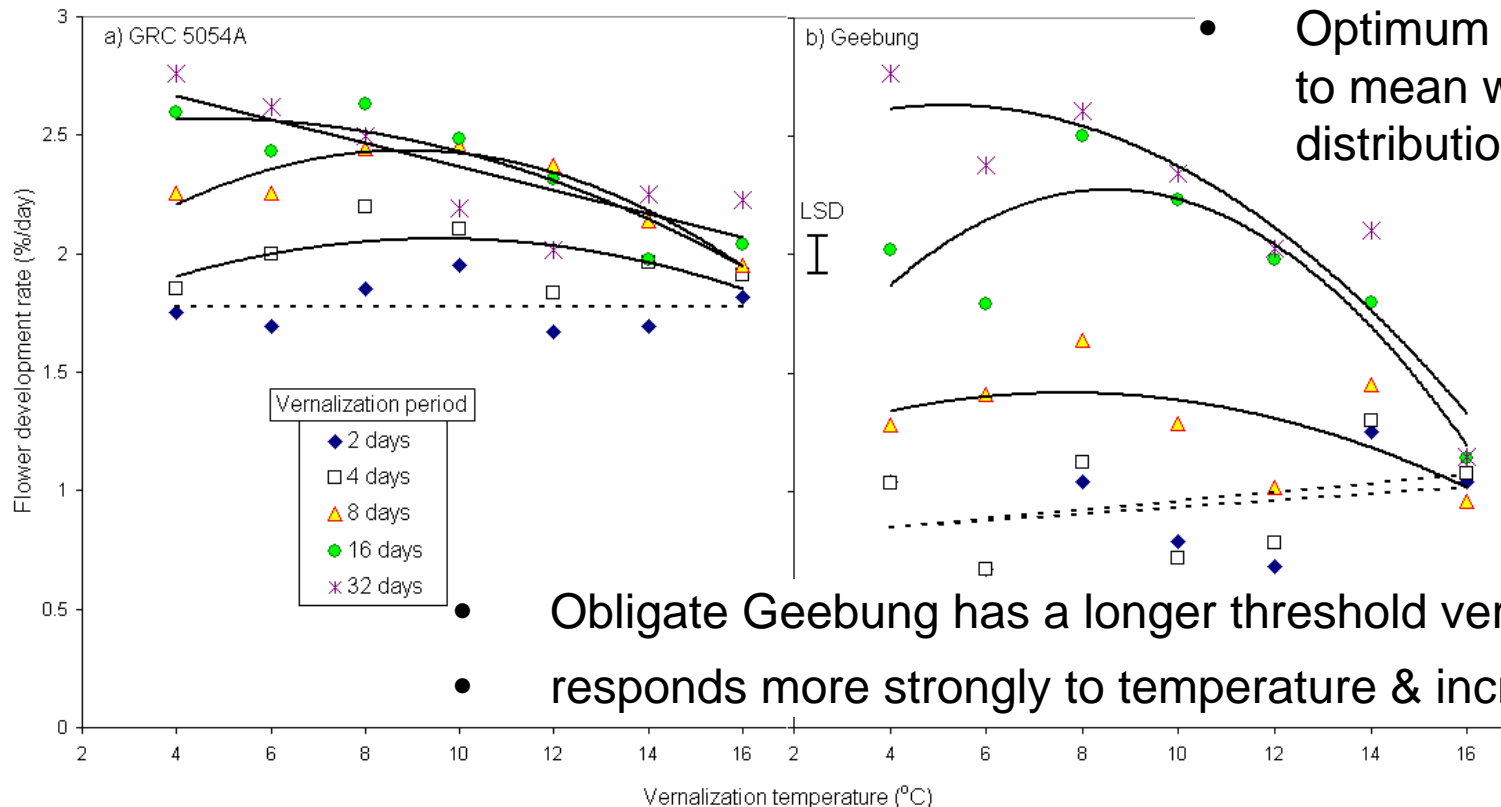 a) GRC 5054A
b) Geebung
• Optimum
to mean w
distributio
LSD
Flower development rate (%/day)
3
2.5
2
1.5
1
0.5
0
Vernalization period
2 days
4 days
8 days
16 days
32 days
• Obligate Geebung has a longer threshold ver
• responds more strongly to temperature & incr
2 4 6 8 10 12 14 16 2 4 6 8 10 12 14 16
Vernalization temperature (°C)